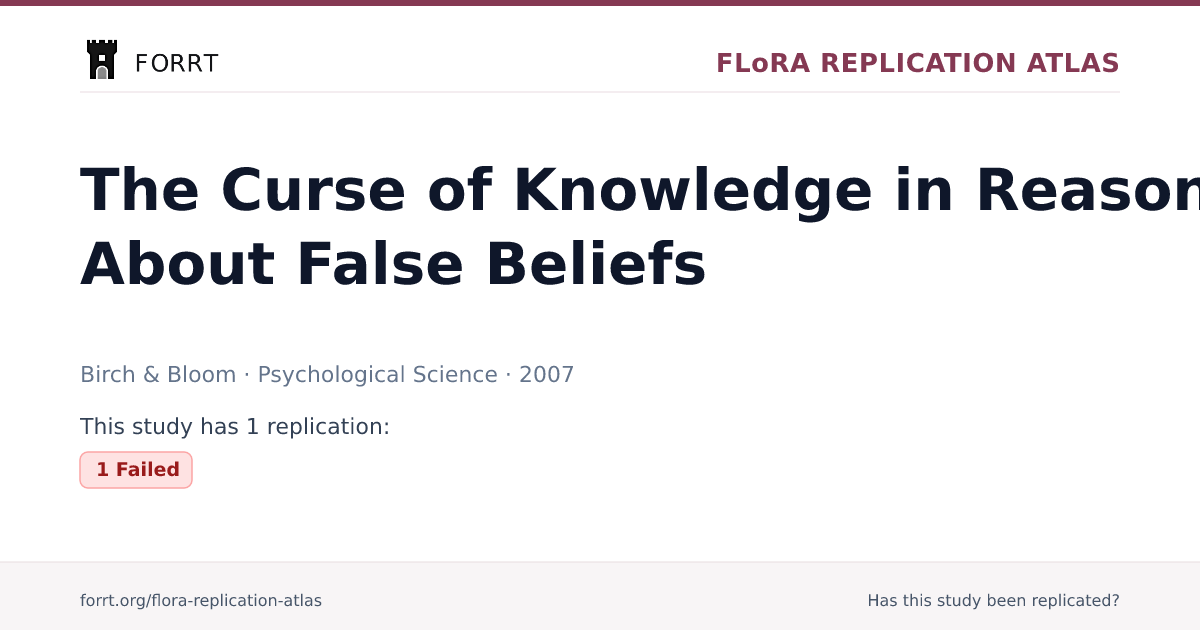 FORRT
FLoRA REPLICATION ATLAS
The Curse of Knowledge in Reason
About False Beliefs
Birch & Bloom · Psychological Science · 2007
This study has 1 replication:
1 Failed
forrt.org/flora-replication-atlas
Has this study been replicated?